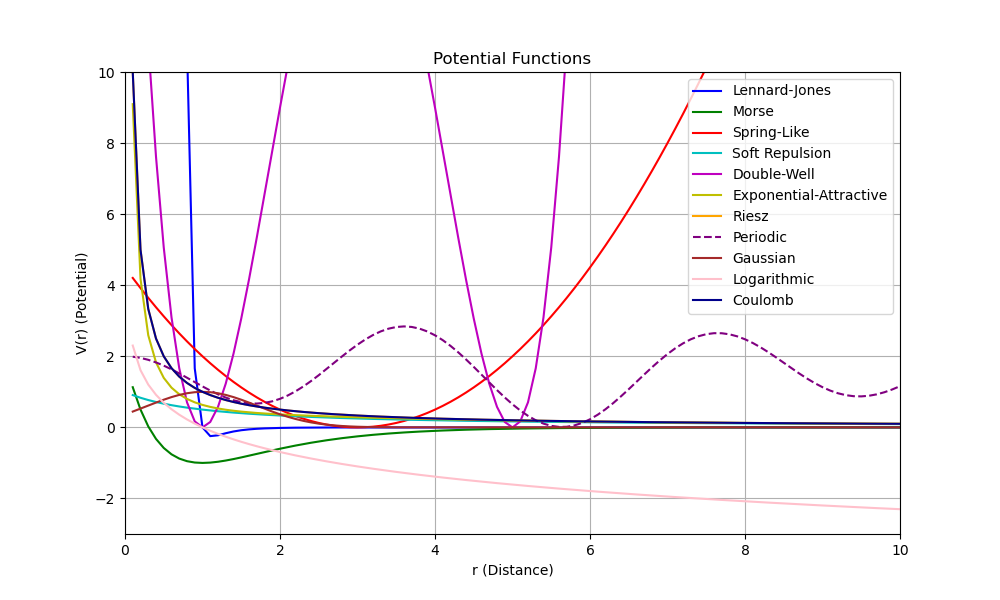 Potential Functions
V(r) (Potential)
10
8
6
4
2
0
−2
0
2
4
6
8
10
r (Distance)
Lennard-Jones
Morse
Spring-Like
Soft Repulsion
Double-Well
Exponential-Attractive
Riesz
Periodic
Gaussian
Logarithmic
Coulomb